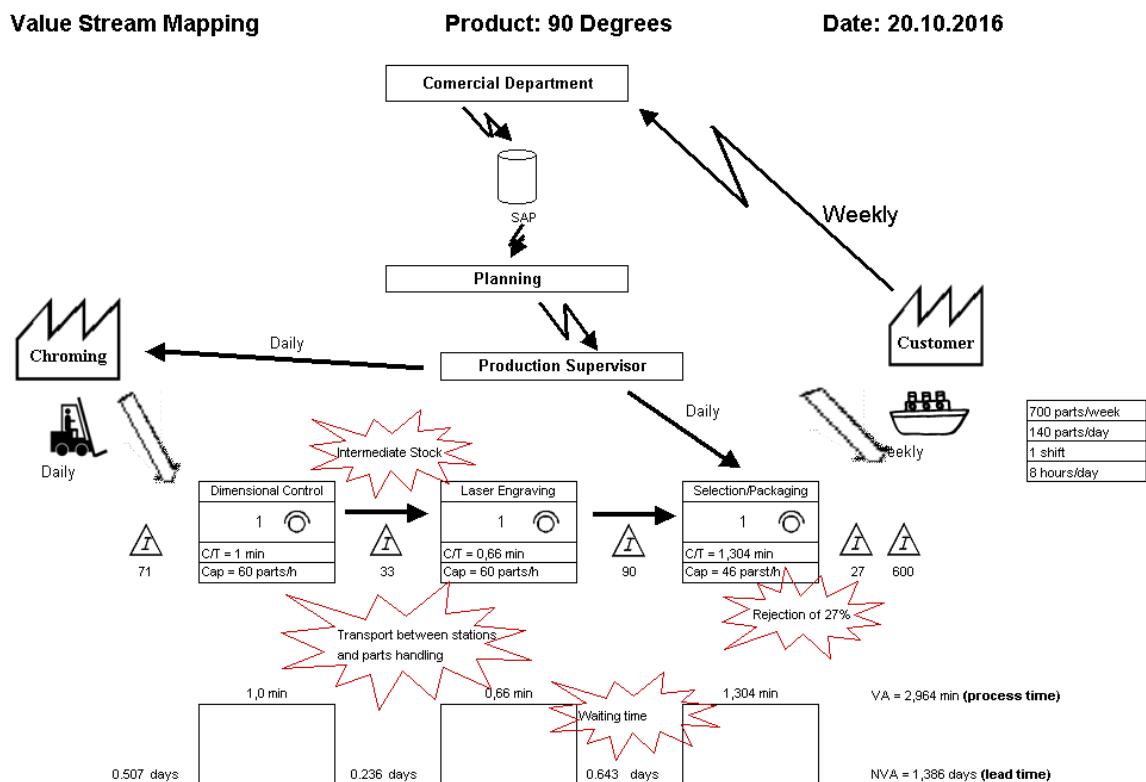 Value Stream Mapping
Product: 90 Degrees
Date: 20.10.2016
Comercial Department
SAP
Weekly
Planning
Chroming
Daily
Production Supervisor
Customer
Daily
Daily
Intermediate Stock
eekly
700 parts/week
140 parts/day
1 shift
8 hours/day
Dimensional Control
1
C/T = 1 min
Cap = 60 parts/h
Laser Engraving
1
C/T = 0,66 min
Cap = 60 parts/h
Selection/Packaging
1
C/T = 1,304 min
Cap = 46 parst/h
I
71
I
33
I
90
I
27
I
600
Transport between stations
and parts handling
Rejection of 27%
Waiting time
1,0 min
0,66 min
1,304 min
VA = 2,964 min (process time)
0.507 days
0.236 days
0.643 days
NVA = 1,386 days (lead time)